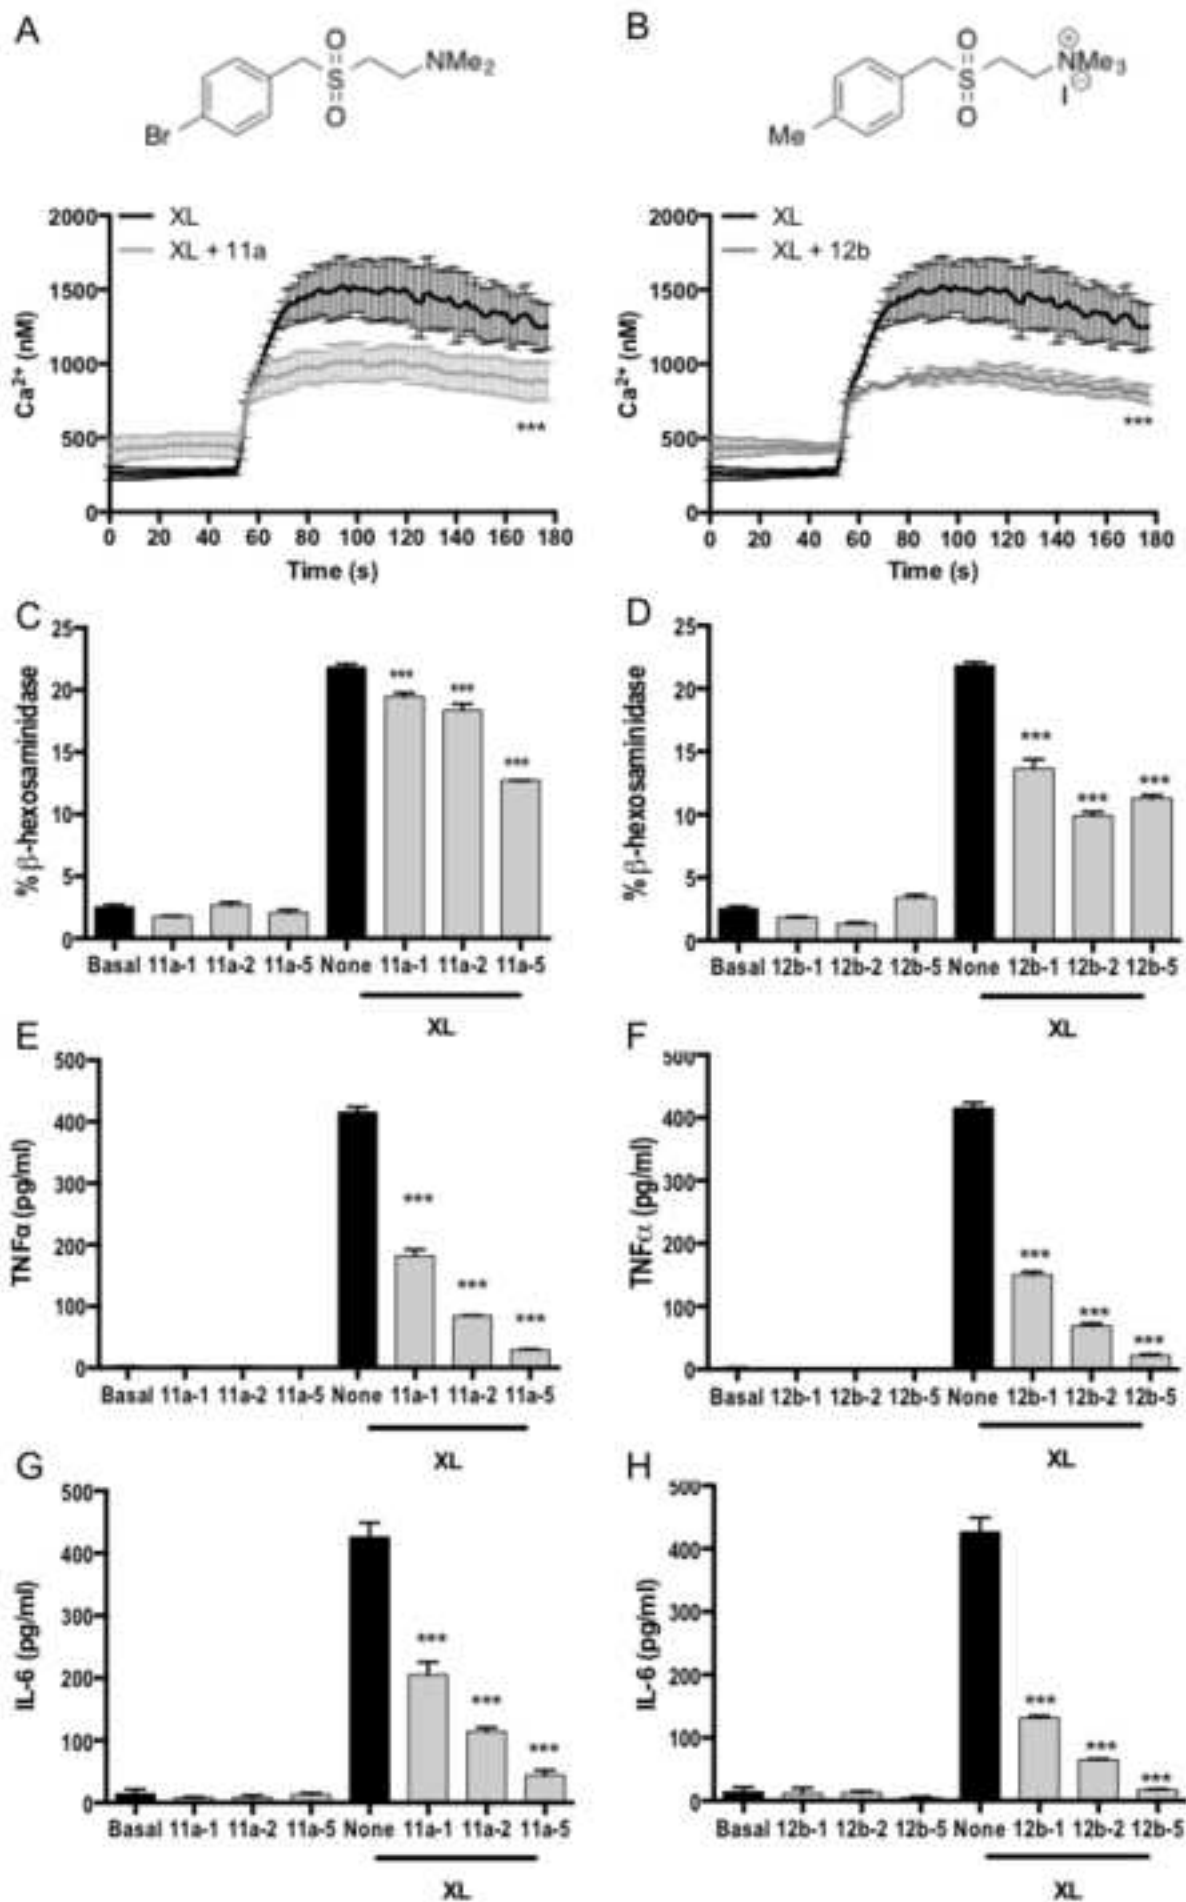 A
B
O
S
O
NMe2
Br
O
S
O
⊕
NMe3
I ⊖
Me
2000
1500
1000
500
0
Ca2+ (nM)
XL
XL + 11a
***
0 20 40 60 80 100 120 140 160 180
Time (s)
2000
1500
1000
500
0
Ca2+ (nM)
XL
XL + 12b
***
0 20 40 60 80 100 120 140 160 180
Time (s)
C
25
20
15
10
5
0
% β-hexosaminidase
*** *** ***
Basal 11a-1 11a-2 11a-5 None 11a-1 11a-2 11a-5
XL
D
25
20
15
10
5
0
% β-hexosaminidase
*** *** ***
Basal 12b-1 12b-2 12b-5 None 12b-1 12b-2 12b-5
XL
E
500
400
300
200
100
0
TNFα (pg/ml)
*** *** ***
Basal 11a-1 11a-2 11a-5 None 11a-1 11a-2 11a-5
XL
F
500
400
300
200
100
0
TNFα (pg/ml)
*** *** ***
Basal 12b-1 12b-2 12b-5 None 12b-1 12b-2 12b-5
XL
G
500
400
300
200
100
0
IL-6 (pg/ml)
*** *** ***
Basal 11a-1 11a-2 11a-5 None 11a-1 11a-2 11a-5
XL
H
500
400
300
200
100
0
IL-6 (pg/ml)
*** *** ***
Basal 12b-1 12b-2 12b-5 None 12b-1 12b-2 12b-5
XL